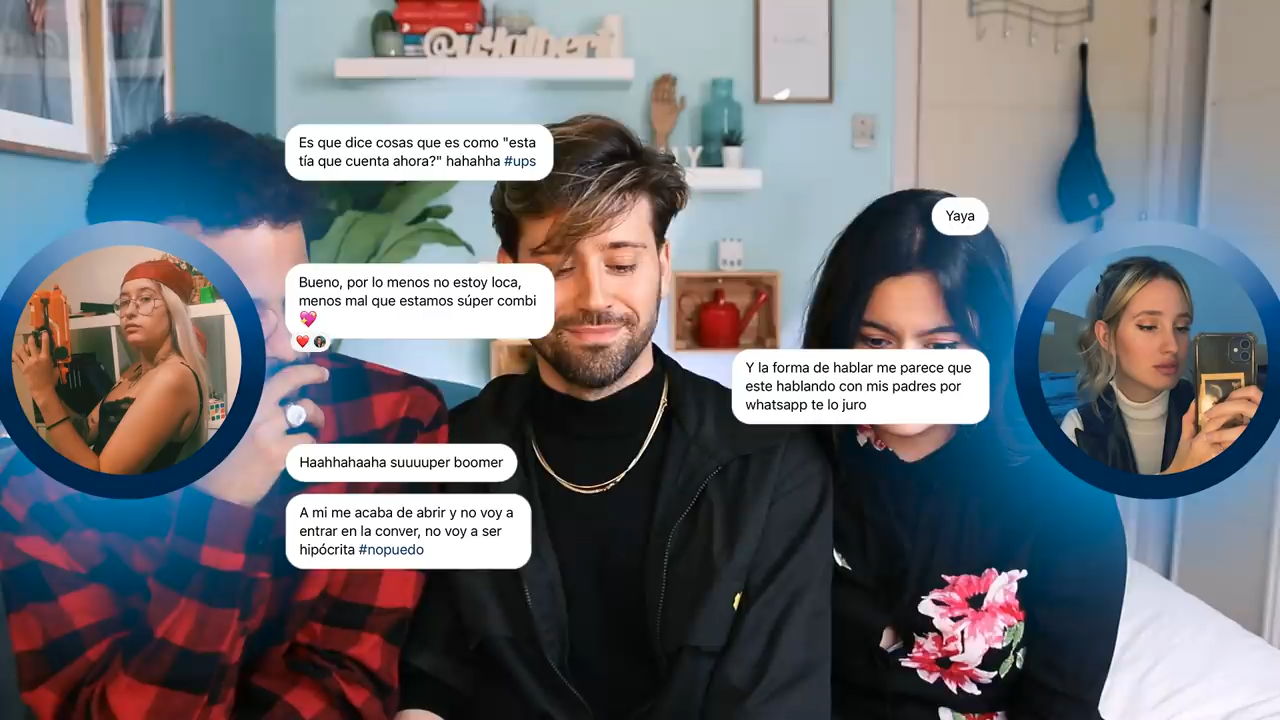 @uy4lbert
Es que dice cosas que es como "esta
tía que cuenta ahora?" hahahha #ups
Yaya
Bueno, por lo menos no estoy loca,
menos mal que estamos súper combi
💖
❤️
Y la forma de hablar me parece que
este hablando con mis padres por
whatsapp te lo juro
Haahhahaaha suuuuper boomer
A mi me acaba de abrir y no voy a
entrar en la conver, no voy a ser
hipócrita #nopuedo